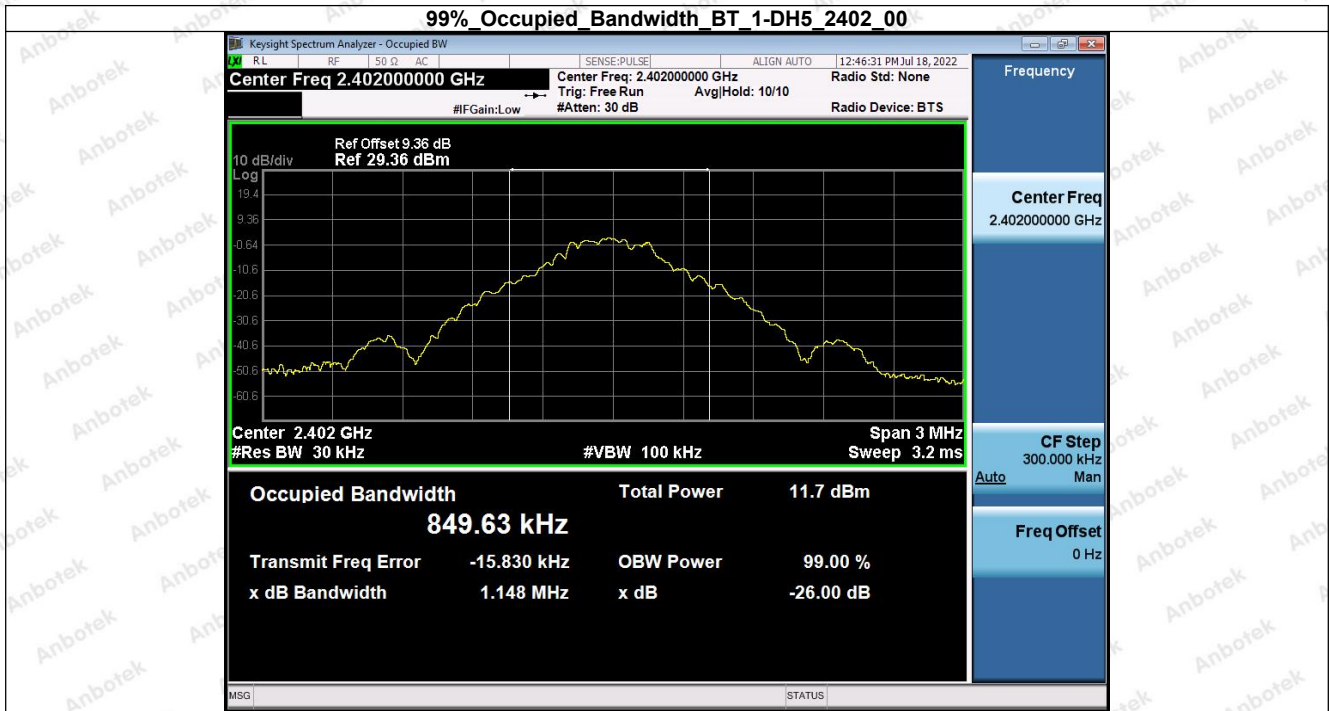 99%_Occupied_Bandwidth_BT_1-DH5_2402_00
Keysight Spectrum Analyzer - Occupied BW
LXI RL RF 50 Ω AC SENSE:PULSE ALIGN AUTO 12:46:31 PM Jul 18, 2022
Center Freq 2.402000000 GHz
Center Freq: 2.402000000 GHz Radio Std: None
Trig: Free Run Avg|Hold: 10/10
#IFGain:Low #Atten: 30 dB Radio Device: BTS
Ref Offset 9.36 dB
10 dB/div Ref 29.36 dBm
Log
19.4
9.36
-0.64
-10.6
-20.6
-30.6
-40.6
-50.6
-60.6
Center 2.402 GHz Span 3 MHz
#Res BW 30 kHz #VBW 100 kHz Sweep 3.2 ms
Occupied Bandwidth Total Power 11.7 dBm
849.63 kHz
Transmit Freq Error -15.830 kHz OBW Power 99.00 %
x dB Bandwidth 1.148 MHz x dB -26.00 dB
MSG STATUS
Frequency
Center Freq
2.402000000 GHz
CF Step
300.000 kHz
Auto Man
Freq Offset
0 Hz
Anbotek